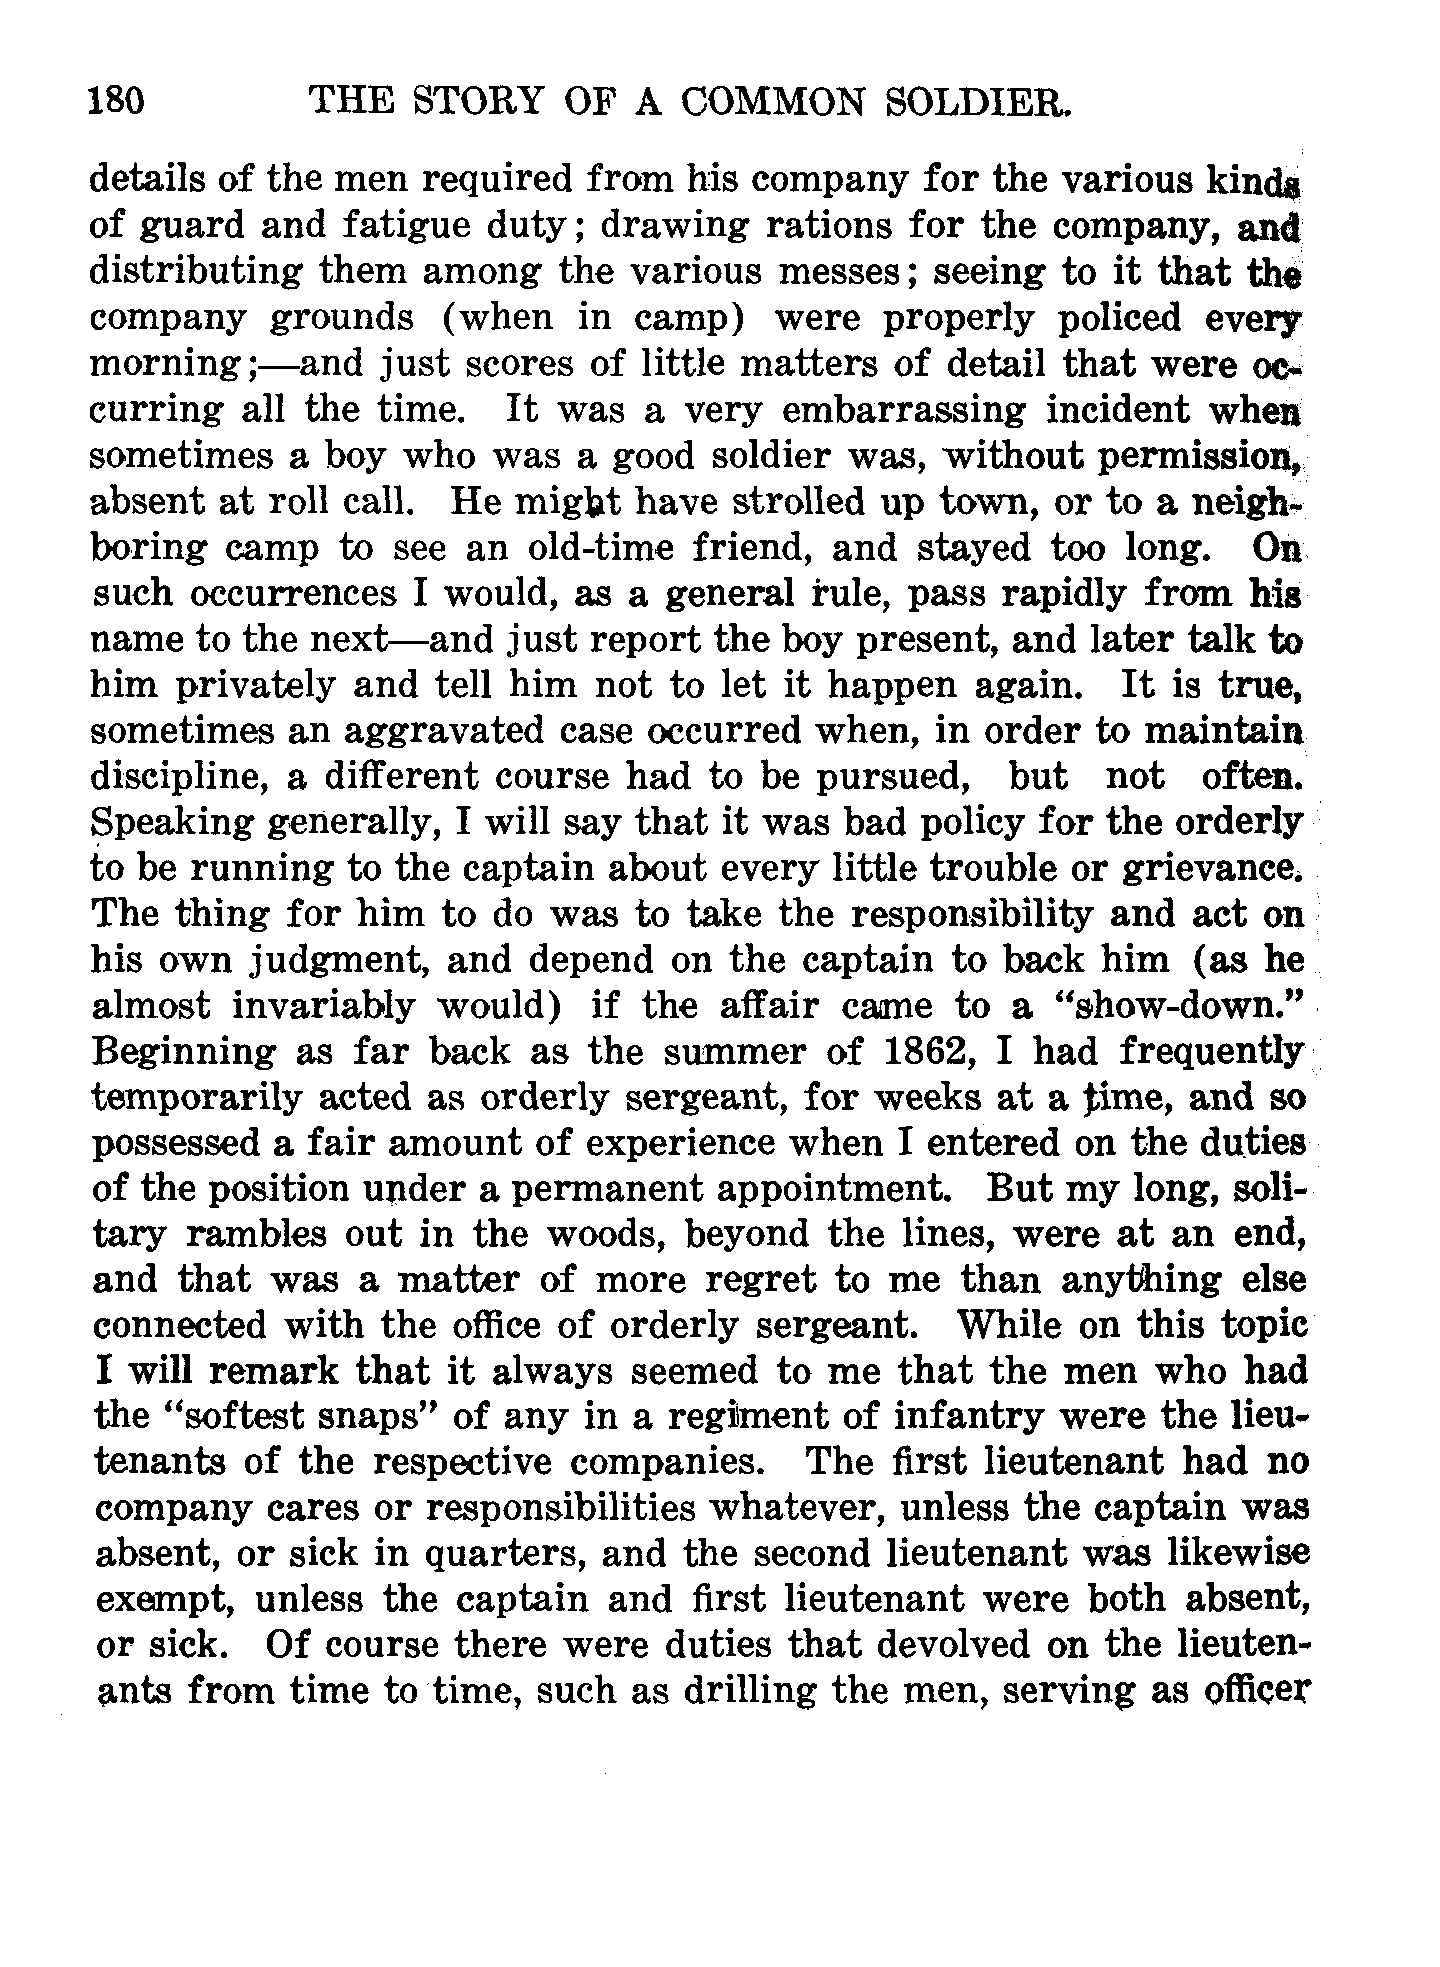 180 THE STORY OF A COMMON SOLDIER.
details of the men required from his company for the various kinds
of guard and fatigue duty; drawing rations for the company, and
distributing them among the various messes; seeing to it that the
company grounds (when in camp) were properly policed every
morning;—and just scores of little matters of detail that were oc-
curring all the time. It was a very embarrassing incident when
sometimes a boy who was a good soldier was, without permission,
absent at roll call. He might have strolled up town, or to a neigh-
boring camp to see an old-time friend, and stayed too long. On
such occurrences I would, as a general rule, pass rapidly from his
name to the next—and just report the boy present, and later talk to
him privately and tell him not to let it happen again. It is true,
sometimes an aggravated case occurred when, in order to maintain
discipline, a different course had to be pursued, but not often.
Speaking generally, I will say that it was bad policy for the orderly
to be running to the captain about every little trouble or grievance.
The thing for him to do was to take the responsibility and act on
his own judgment, and depend on the captain to back him (as he
almost invariably would) if the affair came to a “show-down.”
Beginning as far back as the summer of 1862, I had frequently
temporarily acted as orderly sergeant, for weeks at a time, and so
possessed a fair amount of experience when I entered on the duties
of the position under a permanent appointment. But my long, soli-
tary rambles out in the woods, beyond the lines, were at an end,
and that was a matter of more regret to me than anything else
connected with the office of orderly sergeant. While on this topic
I will remark that it always seemed to me that the men who had
the “softest snaps” of any in a regiment of infantry were the lieu-
tenants of the respective companies. The first lieutenant had no
company cares or responsibilities whatever, unless the captain was
absent, or sick in quarters, and the second lieutenant was likewise
exempt, unless the captain and first lieutenant were both absent,
or sick. Of course there were duties that devolved on the lieuten-
ants from time to time, such as drilling the men, serving as officer